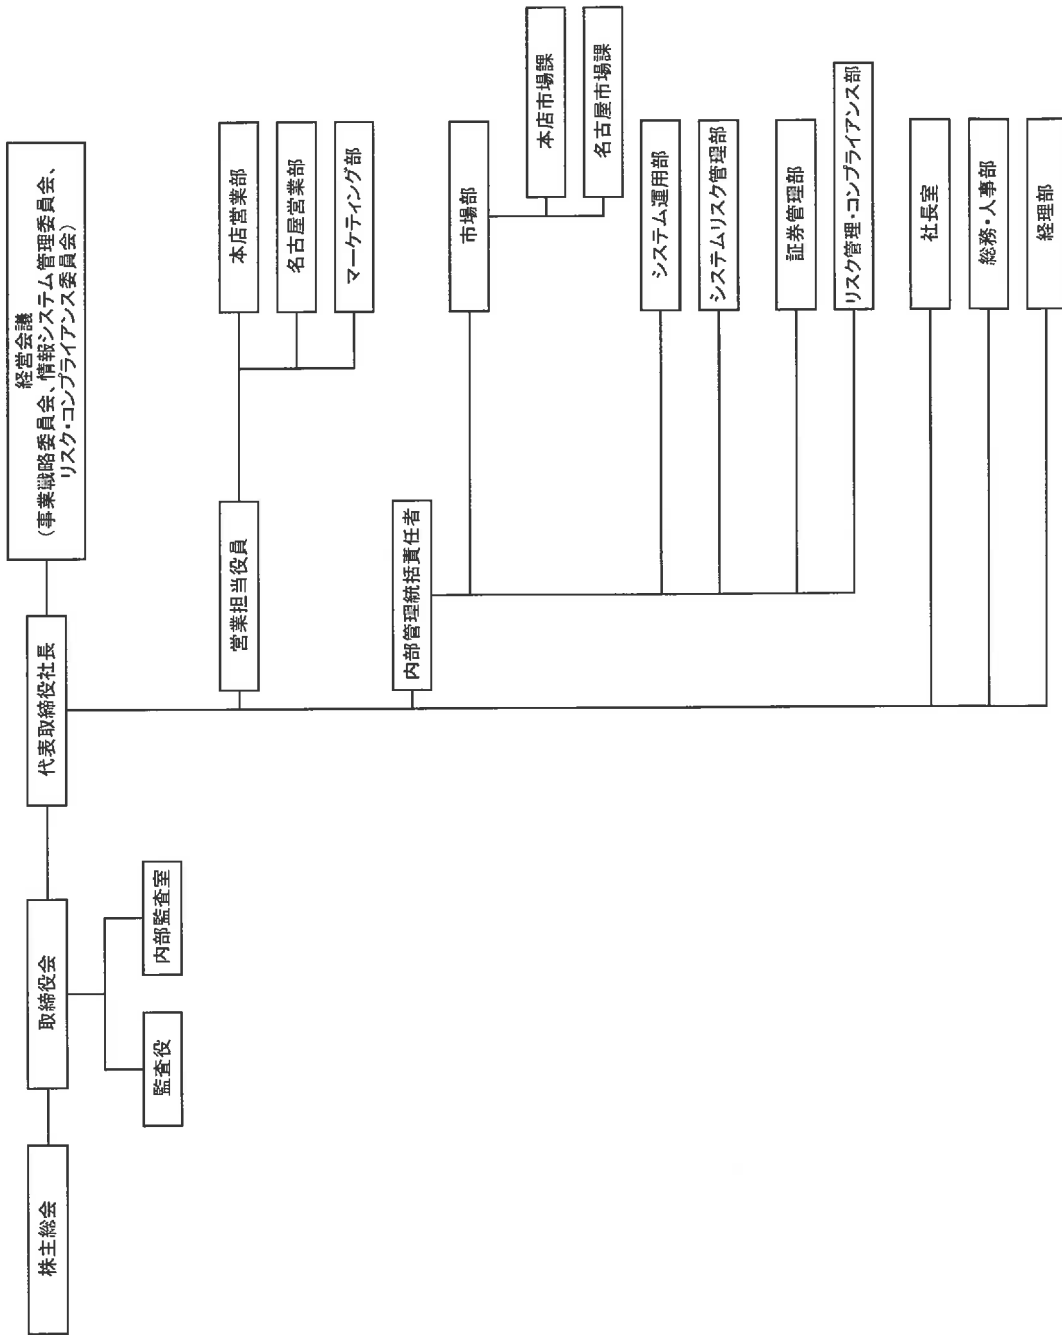 株主総会
取締役会
監査役
内部監査室
代表取締役社長
経営会議
(事業戦略委員会、情報システム管理委員会、
リスク・コンプライアンス委員会)
営業担当役員
本店営業部
名古屋営業部
マーケティング部
内部管理統括責任者
市場部
本店市場課
名古屋市場課
システム運用部
システムリスク管理部
証券管理部
リスク管理・コンプライアンス部
社長室
総務・人事部
経理部